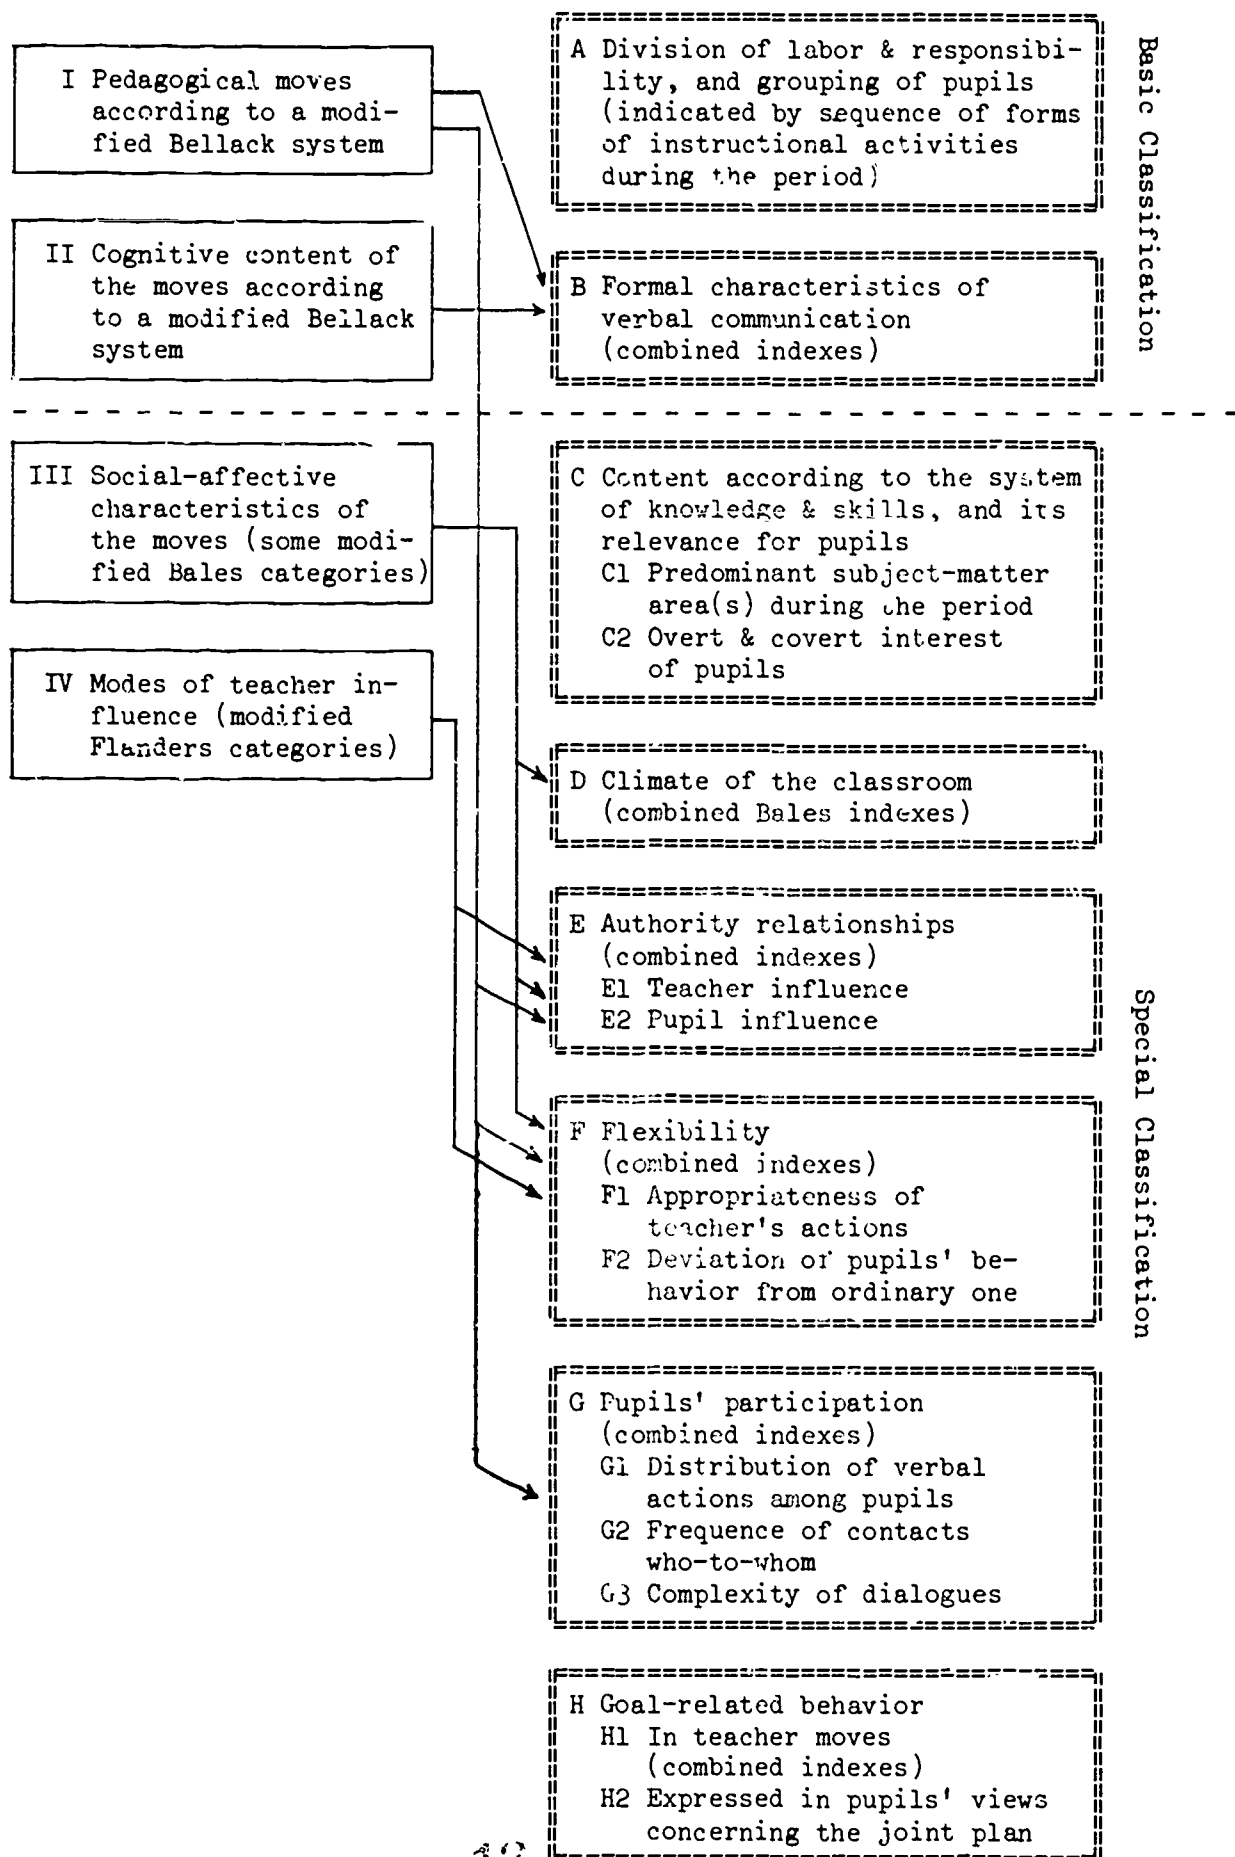 I Pedagogical moves
according to a modi-
fied Bellack system
II Cognitive content of
the moves according
to a modified Bellack
system
III Social-affective
characteristics of
the moves (some modi-
fied Bales categories)
IV Modes of teacher in-
fluence (modified
Flanders categories)
A Division of labor & responsibi-
lity, and grouping of pupils
(indicated by sequence of forms
of instructional activities
during the period)
B Formal characteristics of
verbal communication
(combined indexes)
Basic Classification
C Content according to the system
of knowledge & skills, and its
relevance for pupils
C1 Predominant subject-matter
area(s) during the period
C2 Overt & covert interest
of pupils
D Climate of the classroom
(combined Bales indexes)
E Authority relationships
(combined indexes)
E1 Teacher influence
E2 Pupil influence
F Flexibility
(combined indexes)
F1 Appropriateness of
teacher's actions
F2 Deviation of pupils' be-
havior from ordinary one
G Pupils' participation
(combined indexes)
G1 Distribution of verbal
actions among pupils
G2 Frequence of contacts
who-to-whom
G3 Complexity of dialogues
H Goal-related behavior
H1 In teacher moves
(combined indexes)
H2 Expressed in pupils' views
concerning the joint plan
Special Classification